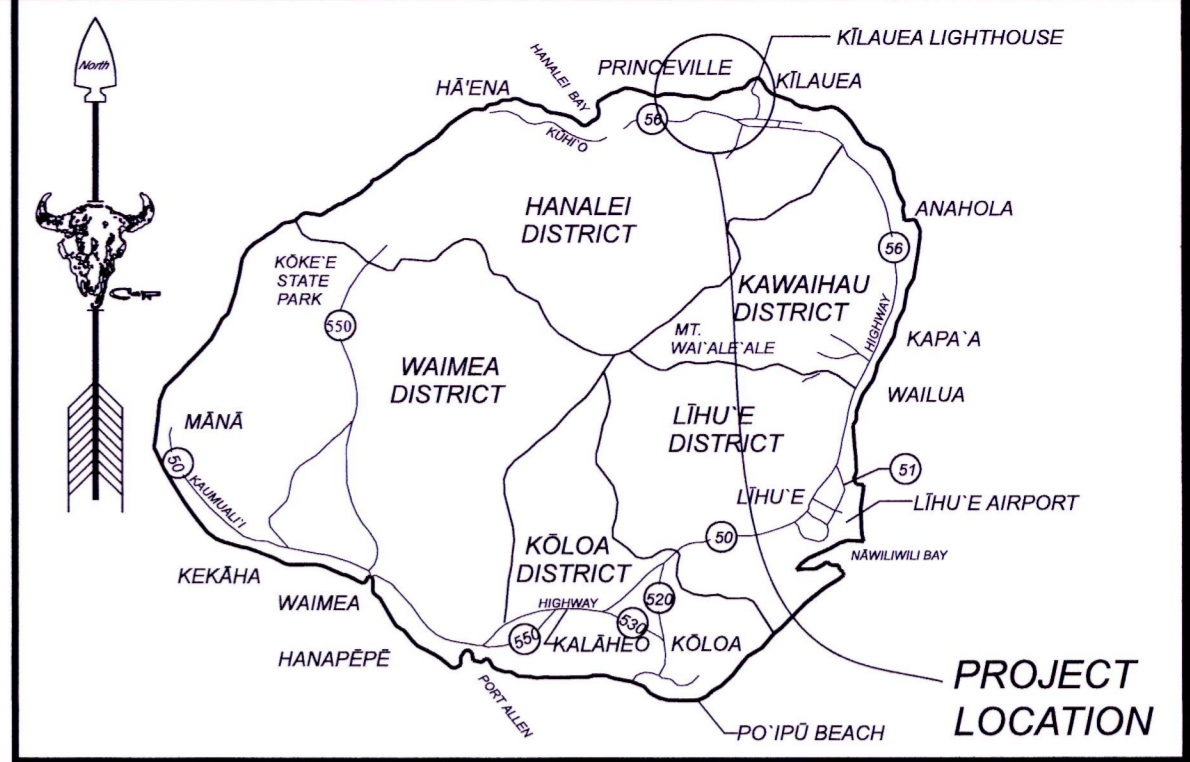 North
KĪLAUEA LIGHTHOUSE
HANALEI BAY
PRINCEVILLE
KĪLAUEA
HĀ'ENA
56
KŪHI'O
HANALEI
DISTRICT
ANAHOLA
KŌKE`E
STATE
PARK
56
KAWAIHAU
DISTRICT
550
HIGHWAY
MT.
WAI`ALE`ALE
KAPA`A
WAIMEA
DISTRICT
WAILUA
MĀNĀ
LĪHU`E
DISTRICT
50
KAUMUALI'I
51
LĪHU`E
LĪHU`E AIRPORT
50
NĀWILIWILI BAY
KŌLOA
DISTRICT
KEKĀHA
WAIMEA
HIGHWAY
520
530
550
KALĀHEO
KŌLOA
HANAPĒPĒ
PORT ALLEN
PROJECT
LOCATION
PO`IPŪ BEACH